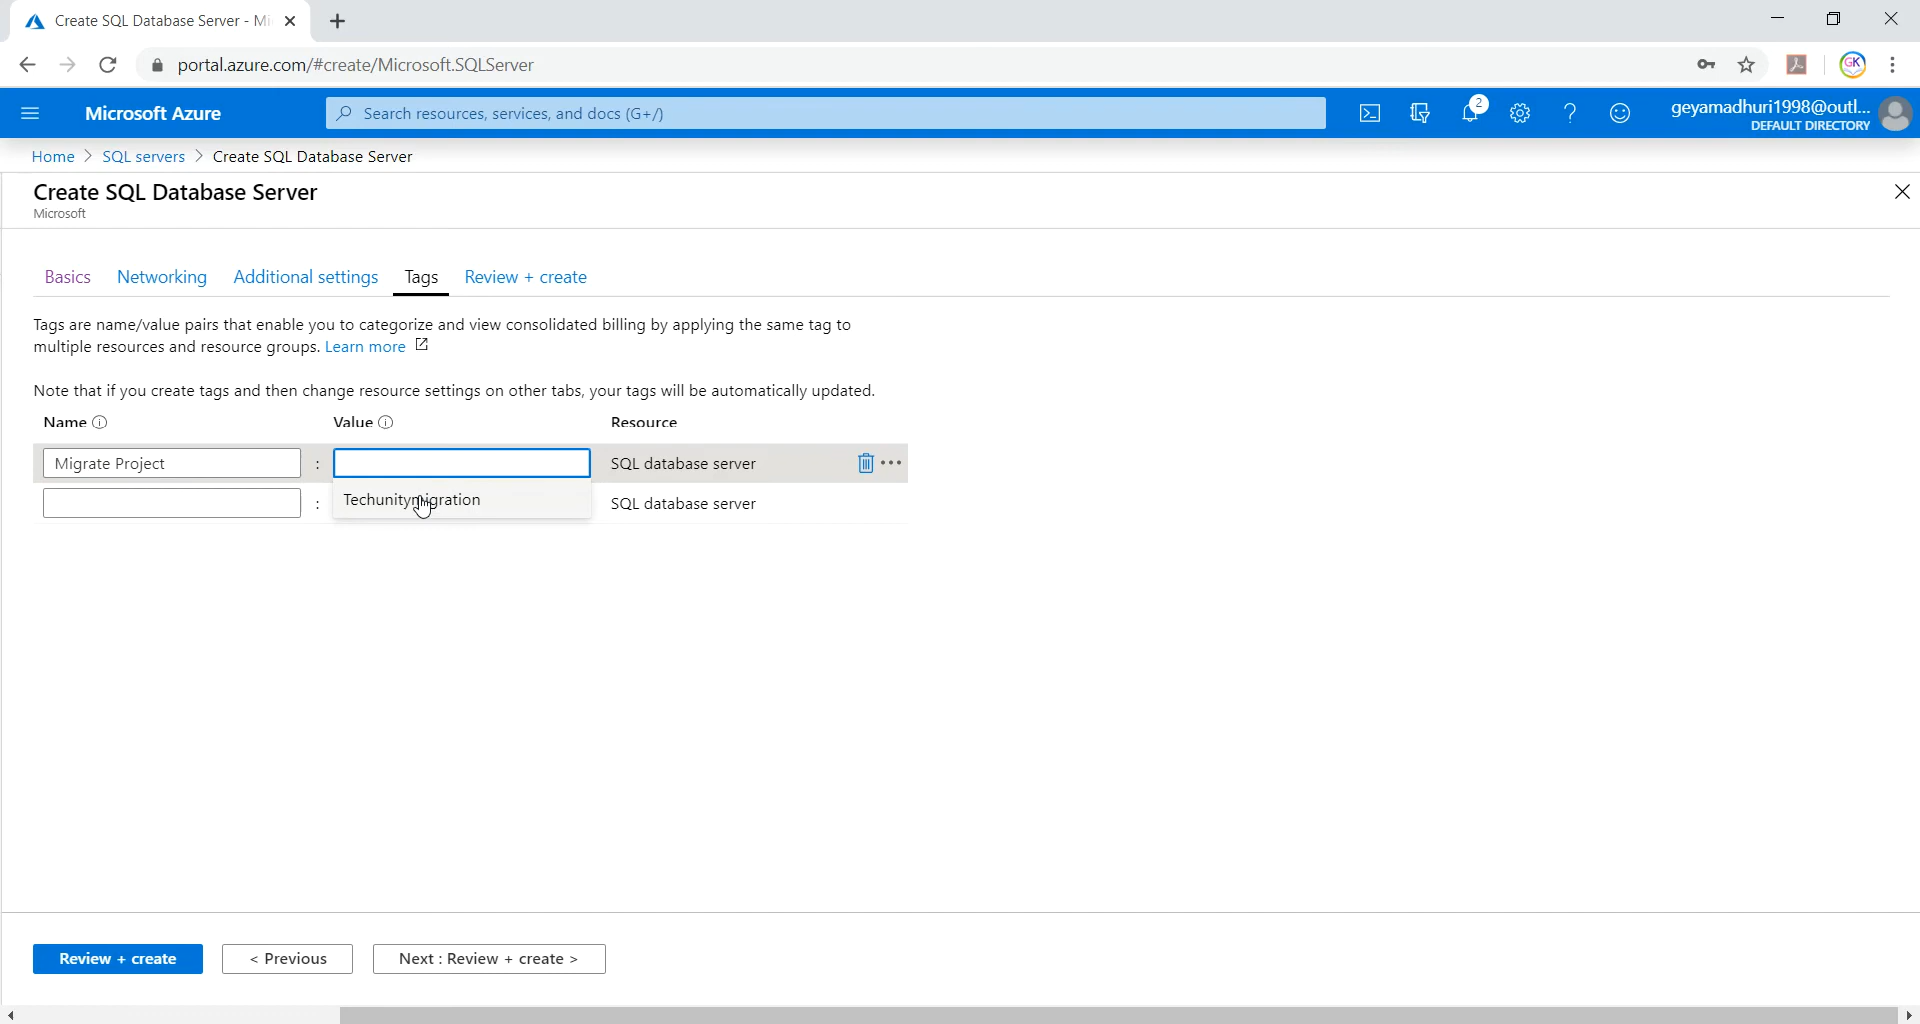 Create SQL Database Server - Mi
portal.azure.com/#create/Microsoft.SQLServer
GK
Microsoft Azure
Search resources, services, and docs (G+/)
2
geyamadhuri1998@outl...
DEFAULT DIRECTORY
Home > SQL servers > Create SQL Database Server
Create SQL Database Server
Microsoft
Basics Networking Additional settings Tags Review + create
Tags are name/value pairs that enable you to categorize and view consolidated billing by applying the same tag to
multiple resources and resource groups. Learn more
Note that if you create tags and then change resource settings on other tabs, your tags will be automatically updated.
Name Value Resource
Migrate Project : SQL database server
Techunitymigration
: SQL database server
Review + create < Previous Next : Review + create >